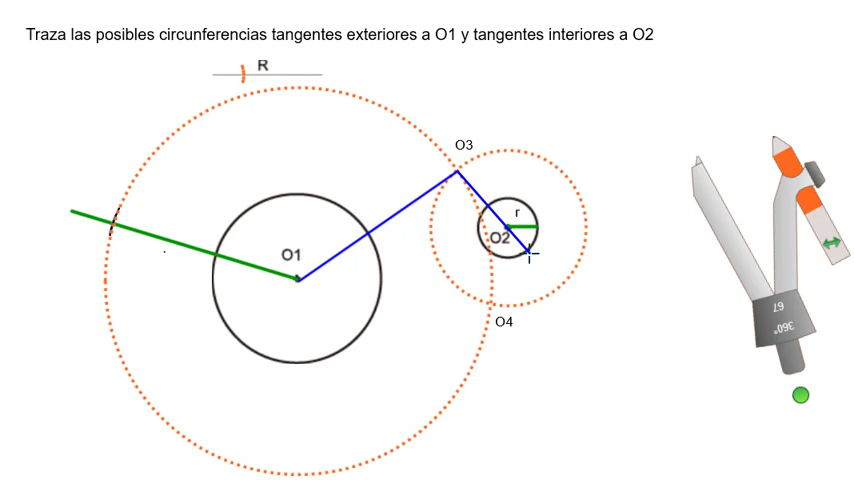 Traza las posibles circunferencias tangentes exteriores a O1 y tangentes interiores a O2
R
O3
r
O1
O2
O4
67
360°